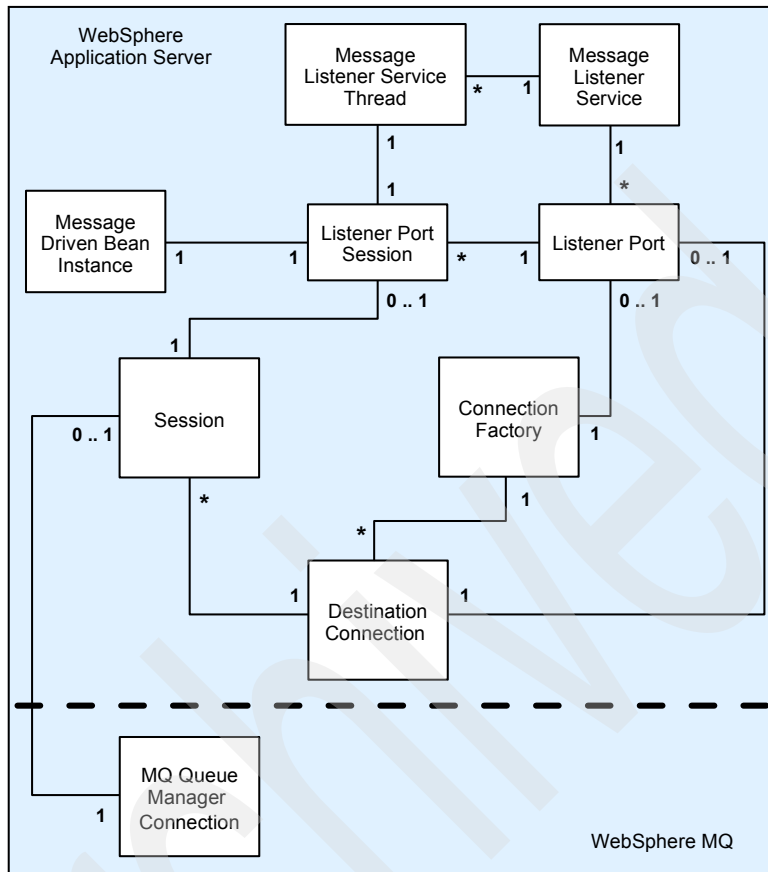 WebSphere
Application Server
Message
Listener Service
Thread
Message
Listener
Service
*
1
1
1
1
*
Message
Driven Bean
Instance
Listener Port
Session
Listener Port
1
1
*
1
0 .. 1
0 .. 1
0 .. 1
1
Session
Connection
Factory
0 .. 1
1
*
1
*
Destination
Connection
1
1
MQ Queue
Manager
Connection
1
WebSphere MQ